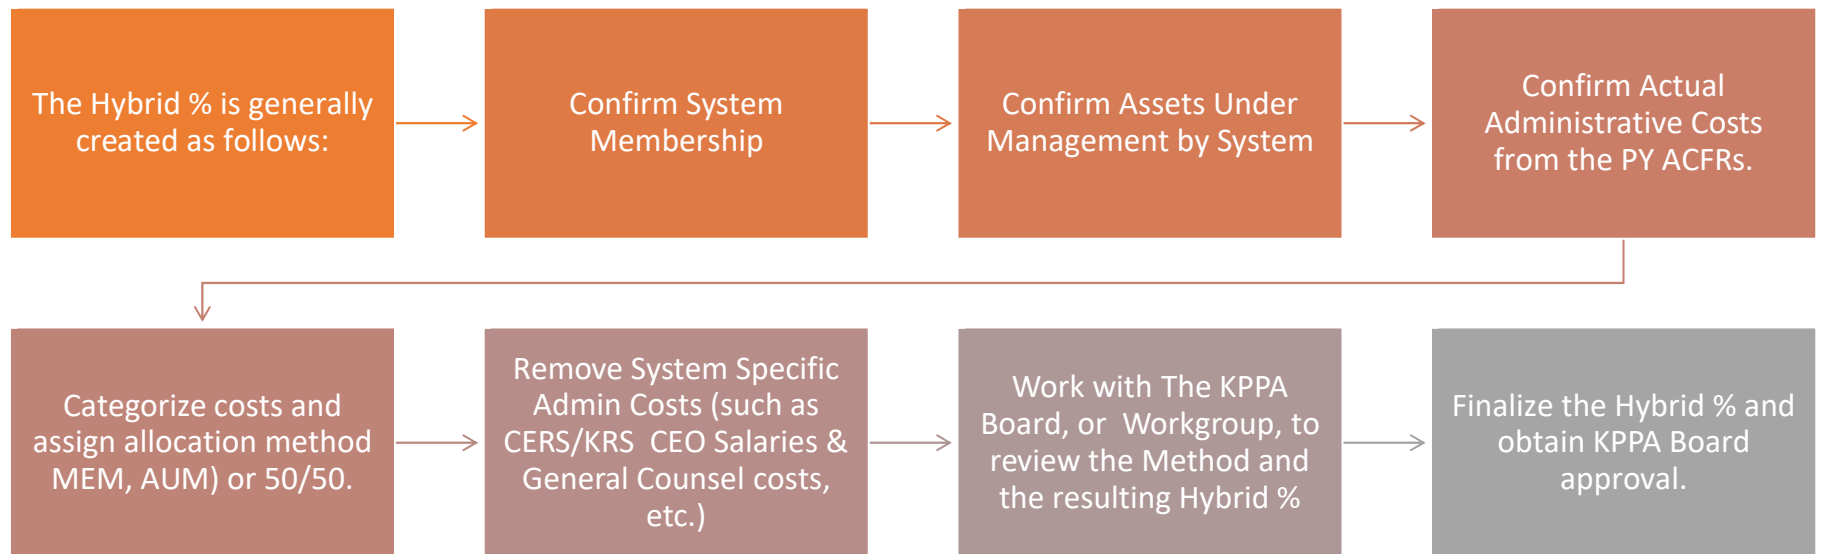 The Hybrid % is generally
created as follows:
Confirm System
Membership
Confirm Assets Under
Management by System
Confirm Actual
Administrative Costs
from the PY ACFRs.
Categorize costs and
assign allocation method
MEM, AUM) or 50/50.
Remove System Specific
Admin Costs (such as
CERS/KRS  CEO Salaries &
General Counsel costs,
etc.)
Work with The KPPA
Board, or  Workgroup, to
review the Method and
the resulting Hybrid %
Finalize the Hybrid % and
obtain KPPA Board
approval.